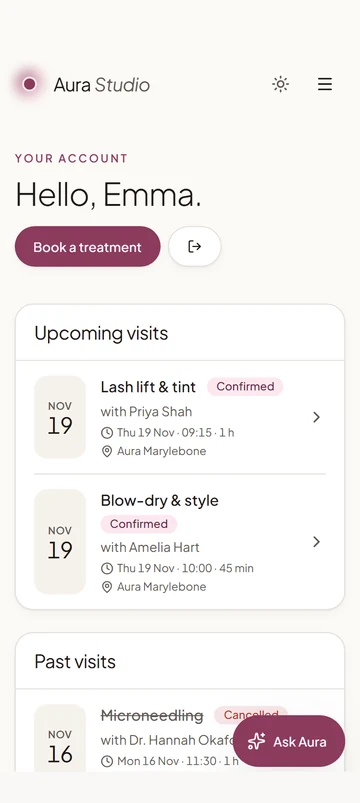 Aura Studio
YOUR ACCOUNT
Hello, Emma.
Book a treatment
Upcoming visits
NOV
19
Lash lift & tint Confirmed
with Priya Shah
Thu 19 Nov · 09:15 · 1 h
Aura Marylebone
NOV
19
Blow-dry & style
Confirmed
with Amelia Hart
Thu 19 Nov · 10:00 · 45 min
Aura Marylebone
Past visits
NOV
16
Microneedling Cancelled
with Dr. Hannah
Mon 16 Nov · 11:30 · 1 h
Ask Aura